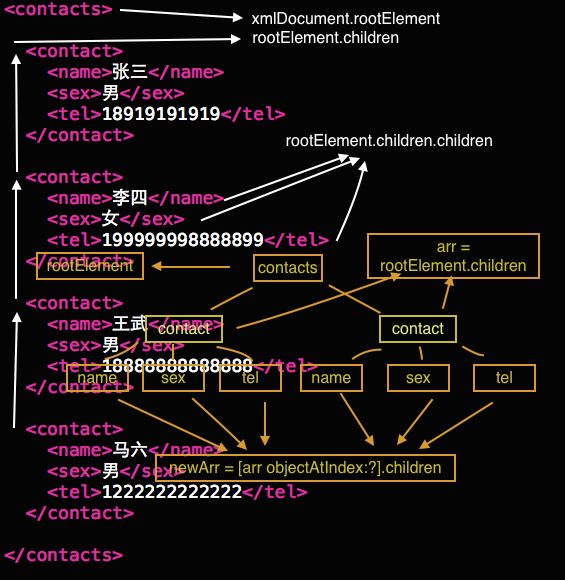 <contacts>
xmlDocument.rootElement
rootElement.children
<contact>
<name>张三</name>
<sex>男</sex>
<tel>18919191919</tel>
</contact>
rootElement.children.children
<contact>
<name>李四</name>
<sex>女</sex>
<tel>199999998888899</tel>
</contact>
rootElement
contacts
arr =
rootElement.children
<contact>
<name>王武</name>
<sex>男</sex>
<tel>18888888888888</tel>
</contact>
contact
contact
name
sex
tel
name
sex
tel
<contact>
<name>马六</name>
<sex>男</sex>
<tel>1222222222222</tel>
</contact>
newArr = [arr objectAtIndex:?].children
</contacts>